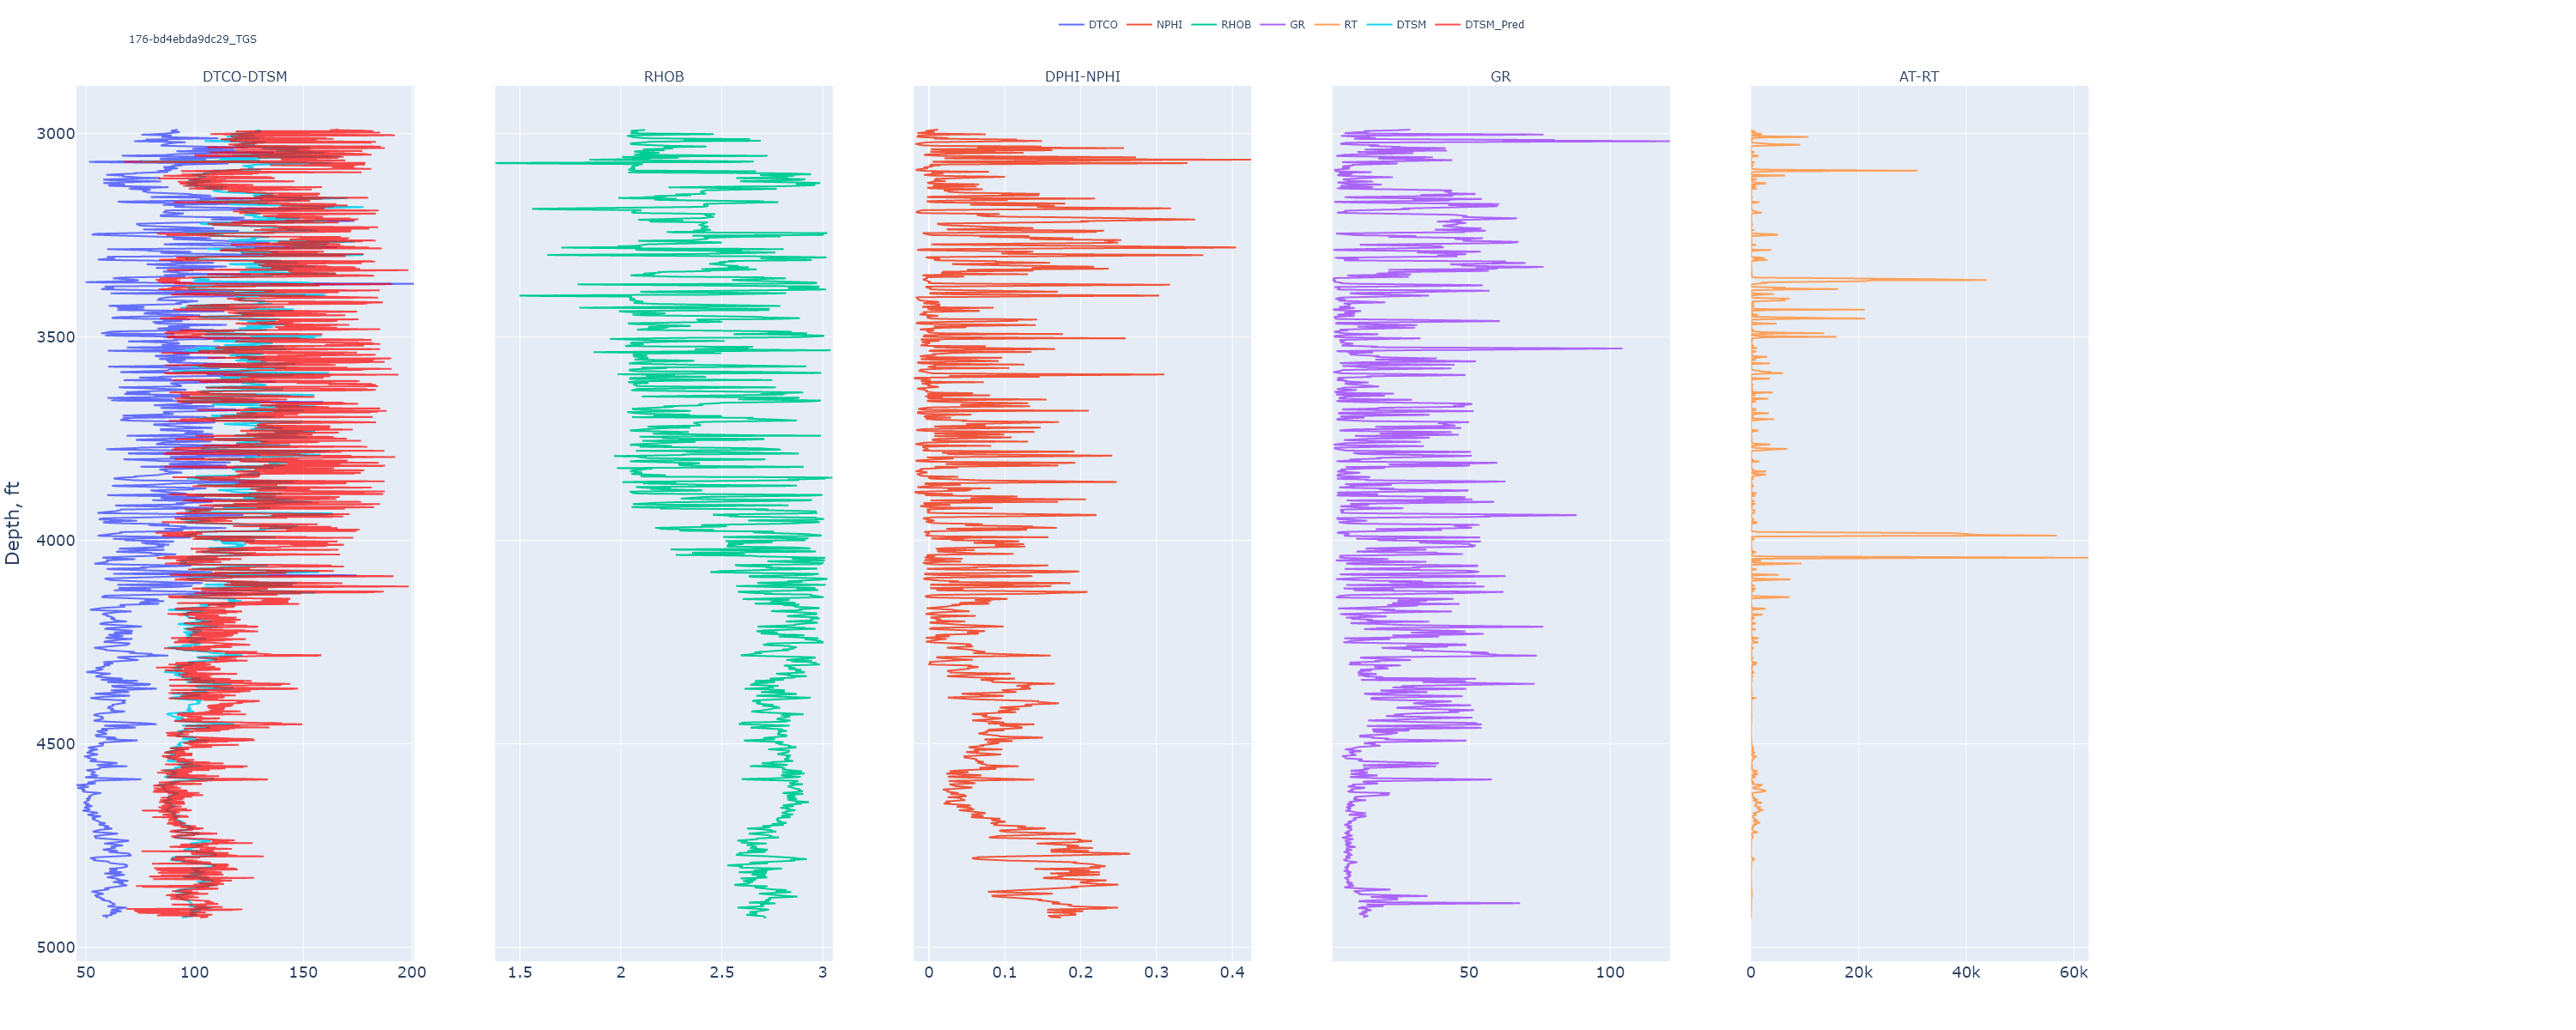 DTCO NPHI RHOB GR RT DTSM DTSM_Pred
176-bd4ebda9dc29_TGS
DTCO-DTSM RHOB DPHI-NPHI GR AT-RT
Depth, ft
3000
3500
4000
4500
5000
50 100 150 200 1.5 2 2.5 3 0 0.1 0.2 0.3 0.4 50 100 0 20k 40k 60k